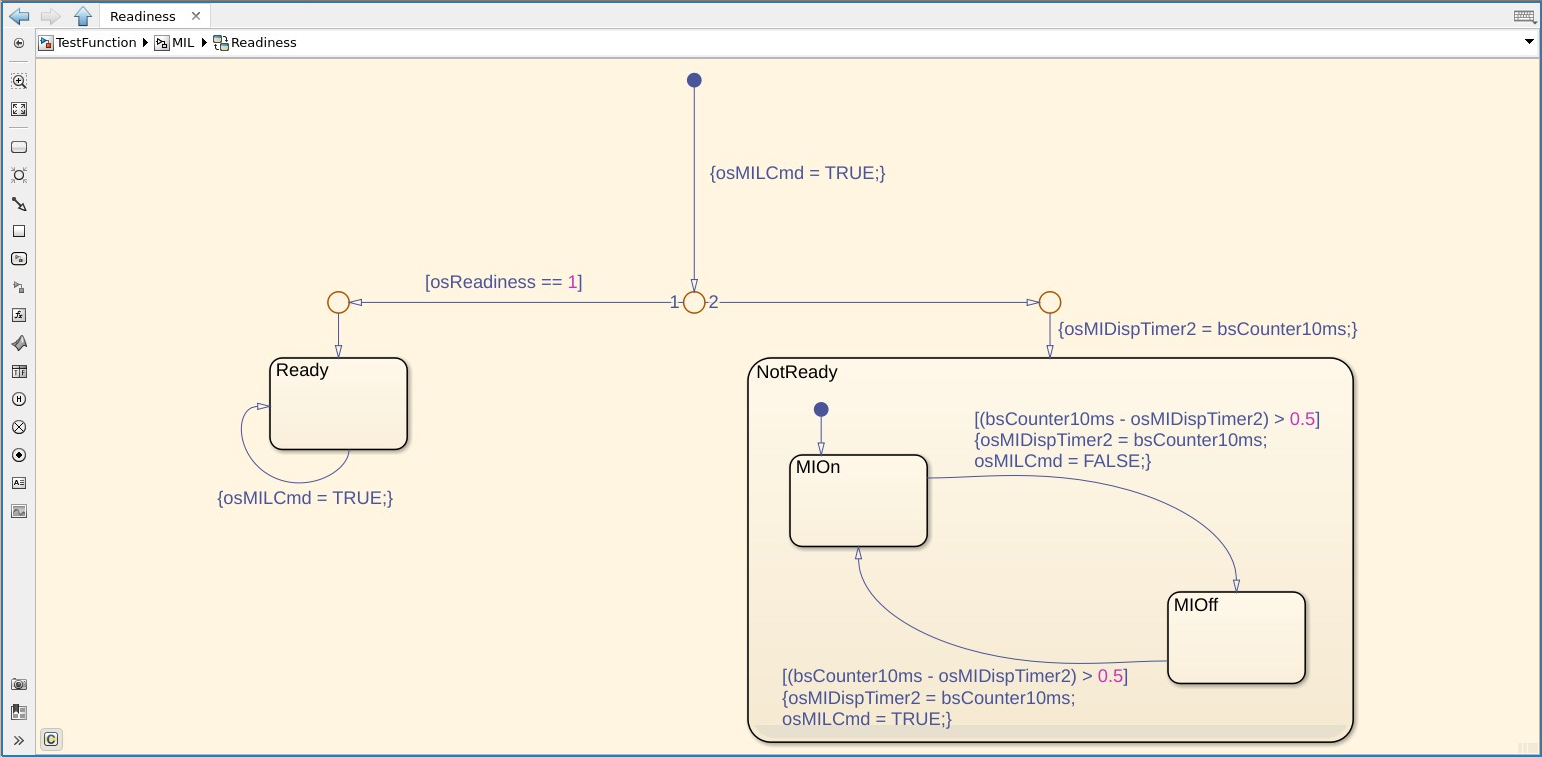 Readiness
TestFunction MIL Readiness
{osMILCmd = TRUE;}
[osReadiness == 1]
1
2
{osMIDispTimer2 = bsCounter10ms;}
Ready
{osMILCmd = TRUE;}
NotReady
[(bsCounter10ms - osMIDispTimer2) > 0.5]
{osMIDispTimer2 = bsCounter10ms;
osMILCmd = FALSE;}
MIOn
MIOff
[(bsCounter10ms - osMIDispTimer2) > 0.5]
{osMIDispTimer2 = bsCounter10ms;
osMILCmd = TRUE;}
C